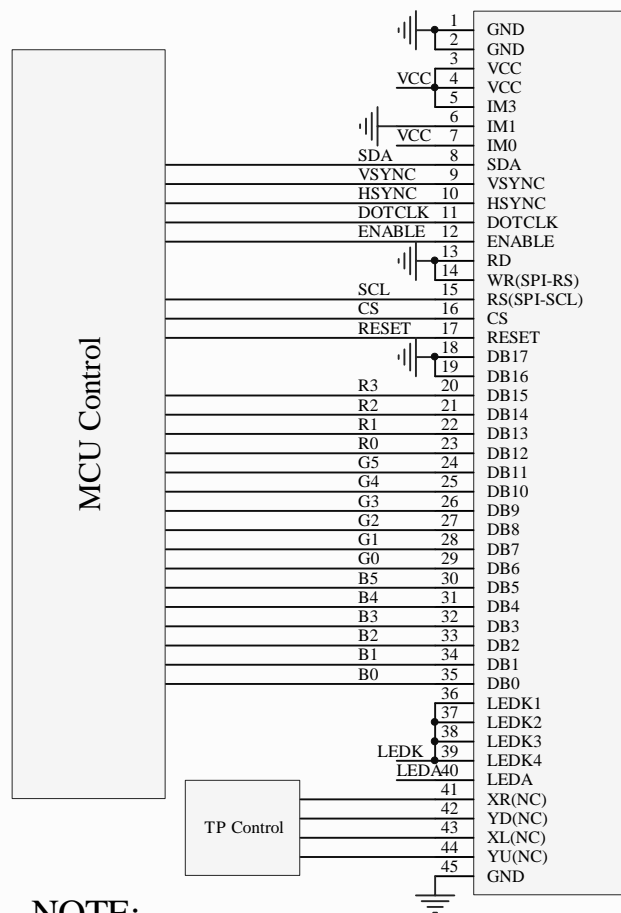 1 GND
2 GND
3 VCC
VCC 4 VCC
5 IM3
6 IM1
VCC 7 IM0
SDA 8 SDA
VSYNC 9 VSYNC
HSYNC 10 HSYNC
DOTCLK 11 DOTCLK
ENABLE 12 ENABLE
13 RD
14 WR(SPI-RS)
SCL 15 RS(SPI-SCL)
CS 16 CS
RESET 17 RESET
18 DB17
19 DB16
R3 20 DB15
R2 21 DB14
R1 22 DB13
R0 23 DB12
G5 24 DB11
G4 25 DB10
G3 26 DB9
G2 27 DB8
G1 28 DB7
G0 29 DB6
B5 30 DB5
B4 31 DB4
B3 32 DB3
B2 33 DB2
B1 34 DB1
B0 35 DB0
36 LEDK1
37 LEDK2
38 LEDK3
LEDK 39 LEDK4
LEDA 40 LEDA
41 XR(NC)
42 YD(NC)
43 XL(NC)
44 YU(NC)
45 GND
MCU Control
TP Control
NOTE: